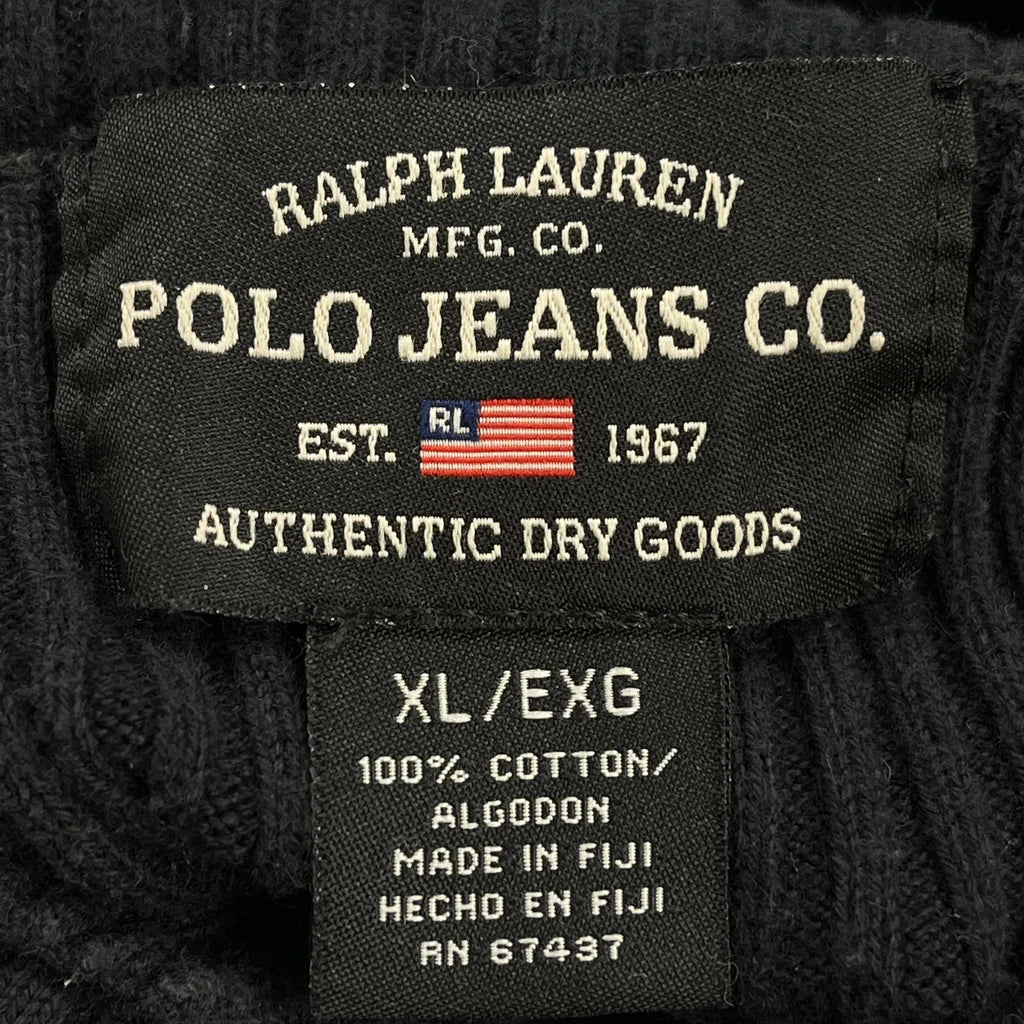 RALPH LAUREN
MFG. CO.
POLO JEANS CO.
EST. RL 1967
AUTHENTIC DRY GOODS
XL/EXG
100% COTTON/
ALGODON
MADE IN FIJI
HECHO EN FIJI
RN 67437